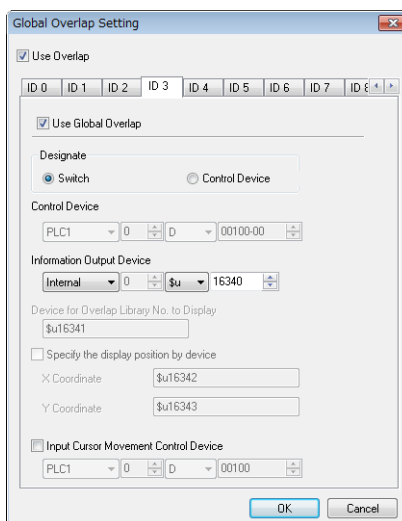 Global Overlap Setting
Use Overlap
ID 0 ID 1 ID 2 ID 3 ID 4 ID 5 ID 6 ID 7 ID 8
Use Global Overlap
Designate
Switch Control Device
Control Device
PLC1 0 D 00100-00
Information Output Device
Internal 0 $u 16340
Device for Overlap Library No. to Display
$u16341
Specify the display position by device
X Coordinate $u16342
Y Coordinate $u16343
Input Cursor Movement Control Device
PLC1 0 D 00100
OK Cancel